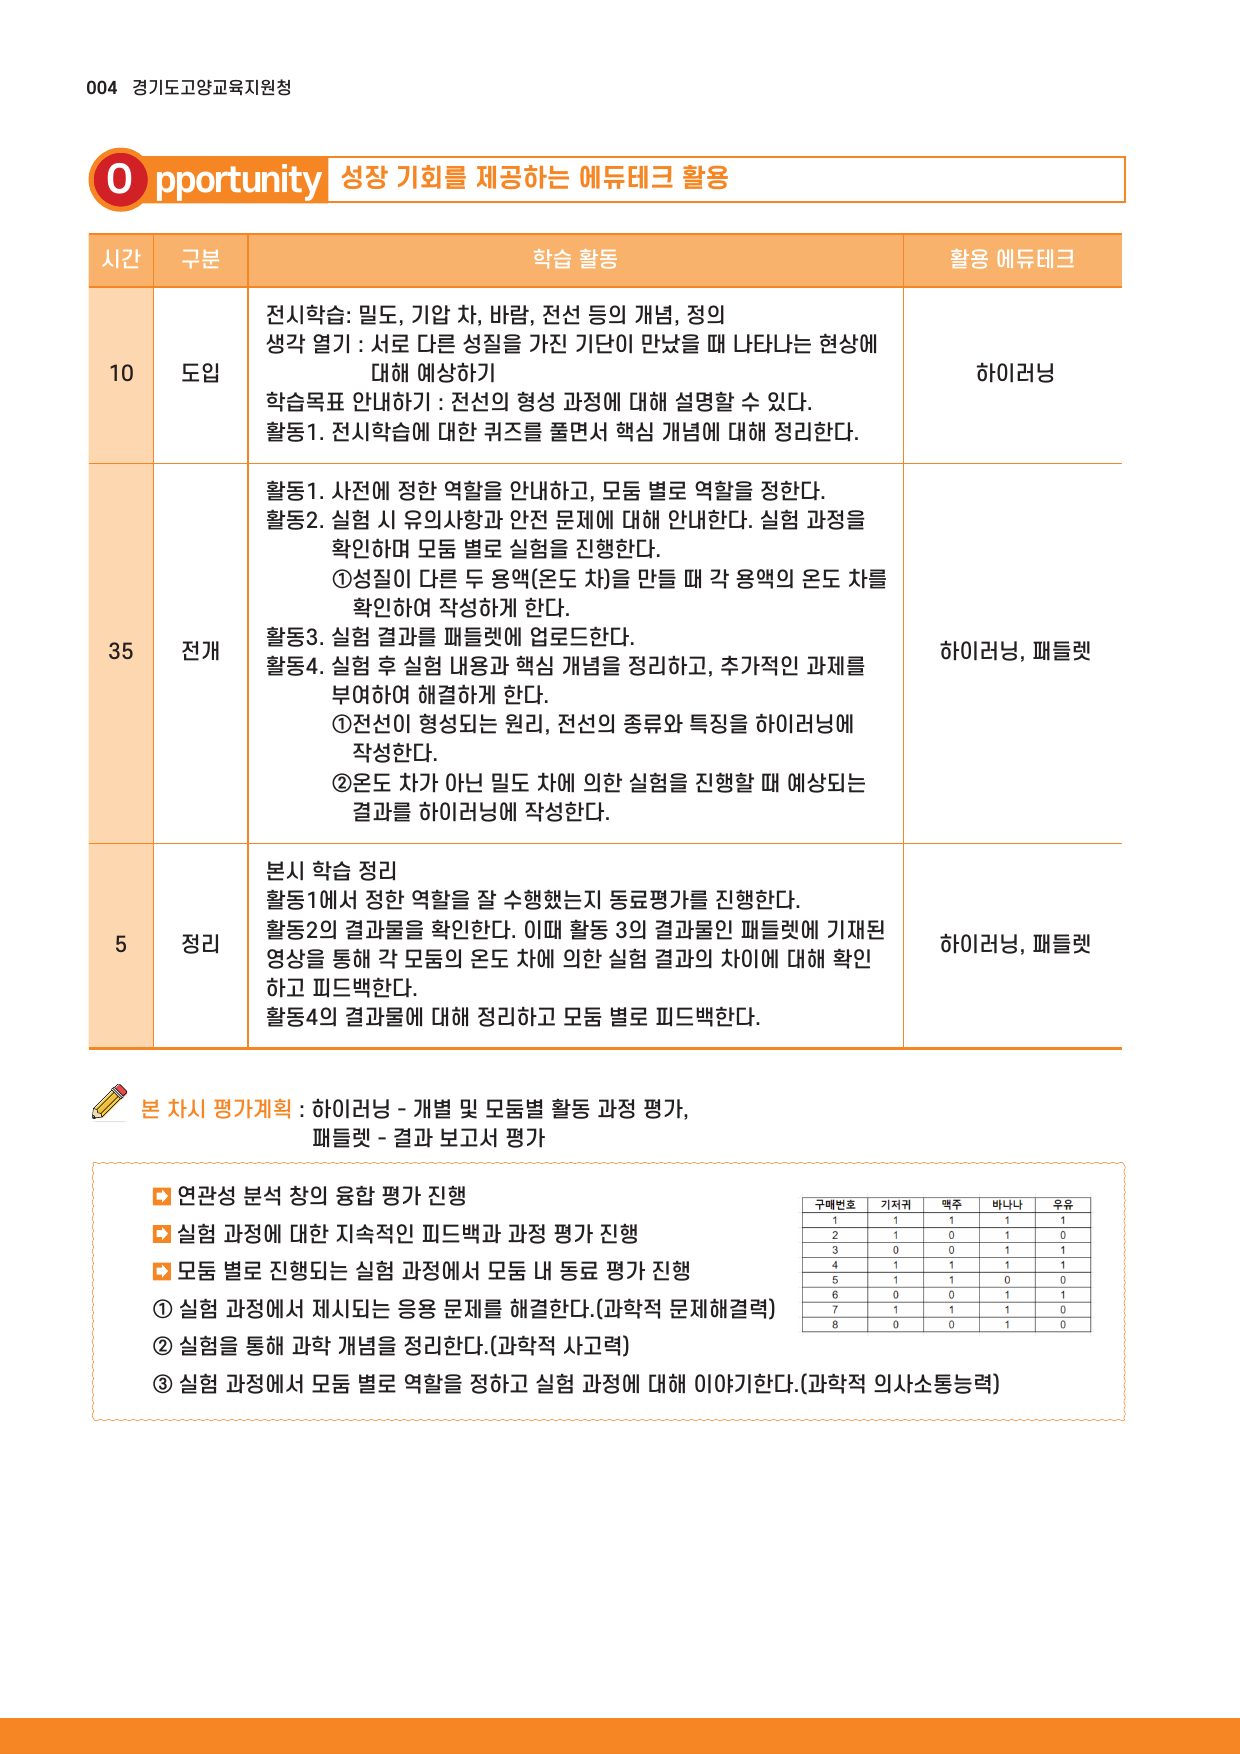 004 경기도고양교육지원청
Opportunity 성장 기회를 제공하는 에듀테크 활용
시간 구분 학습 활동 활용 에듀테크
10 도입 하이러닝
전시학습: 밀도, 기압 차, 바람, 전선 등의 개념, 정의
생각 열기 : 서로 다른 성질을 가진 기단이 만났을 때 나타나는 현상에
대해 예상하기
학습목표 안내하기 : 전선의 형성 과정에 대해 설명할 수 있다.
활동1. 전시학습에 대한 퀴즈를 풀면서 핵심 개념에 대해 정리한다.
35 전개 하이러닝, 패들렛
활동1. 사전에 정한 역할을 안내하고, 모둠 별로 역할을 정한다.
활동2. 실험 시 유의사항과 안전 문제에 대해 안내한다. 실험 과정을
확인하며 모둠 별로 실험을 진행한다.
①성질이 다른 두 용액(온도 차)을 만들 때 각 용액의 온도 차를
확인하여 작성하게 한다.
활동3. 실험 결과를 패들렛에 업로드한다.
활동4. 실험 후 실험 내용과 핵심 개념을 정리하고, 추가적인 과제를
부여하여 해결하게 한다.
①전선이 형성되는 원리, 전선의 종류와 특징을 하이러닝에
작성한다.
②온도 차가 아닌 밀도 차에 의한 실험을 진행할 때 예상되는
결과를 하이러닝에 작성한다.
5 정리 하이러닝, 패들렛
본시 학습 정리
활동1에서 정한 역할을 잘 수행했는지 동료평가를 진행한다.
활동2의 결과물을 확인한다. 이때 활동 3의 결과물인 패들렛에 기재된
영상을 통해 각 모둠의 온도 차에 의한 실험 결과의 차이에 대해 확인
하고 피드백한다.
활동4의 결과물에 대해 정리하고 모둠 별로 피드백한다.
본 차시 평가계획 : 하이러닝 - 개별 및 모둠별 활동 과정 평가,
패들렛 - 결과 보고서 평가
연관성 분석 창의 융합 평가 진행
실험 과정에 대한 지속적인 피드백과 과정 평가 진행
모둠 별로 진행되는 실험 과정에서 모둠 내 동료 평가 진행
① 실험 과정에서 제시되는 응용 문제를 해결한다.(과학적 문제해결력)
② 실험을 통해 과학 개념을 정리한다.(과학적 사고력)
③ 실험 과정에서 모둠 별로 역할을 정하고 실험 과정에 대해 이야기한다.(과학적 의사소통능력)
구매번호 기저귀 맥주 바나나 우유
1 1 1 1 1
2 1 0 1 0
3 0 0 1 1
4 1 1 1 1
5 1 1 0 0
6 0 0 1 1
7 1 1 1 0
8 0 0 1 0